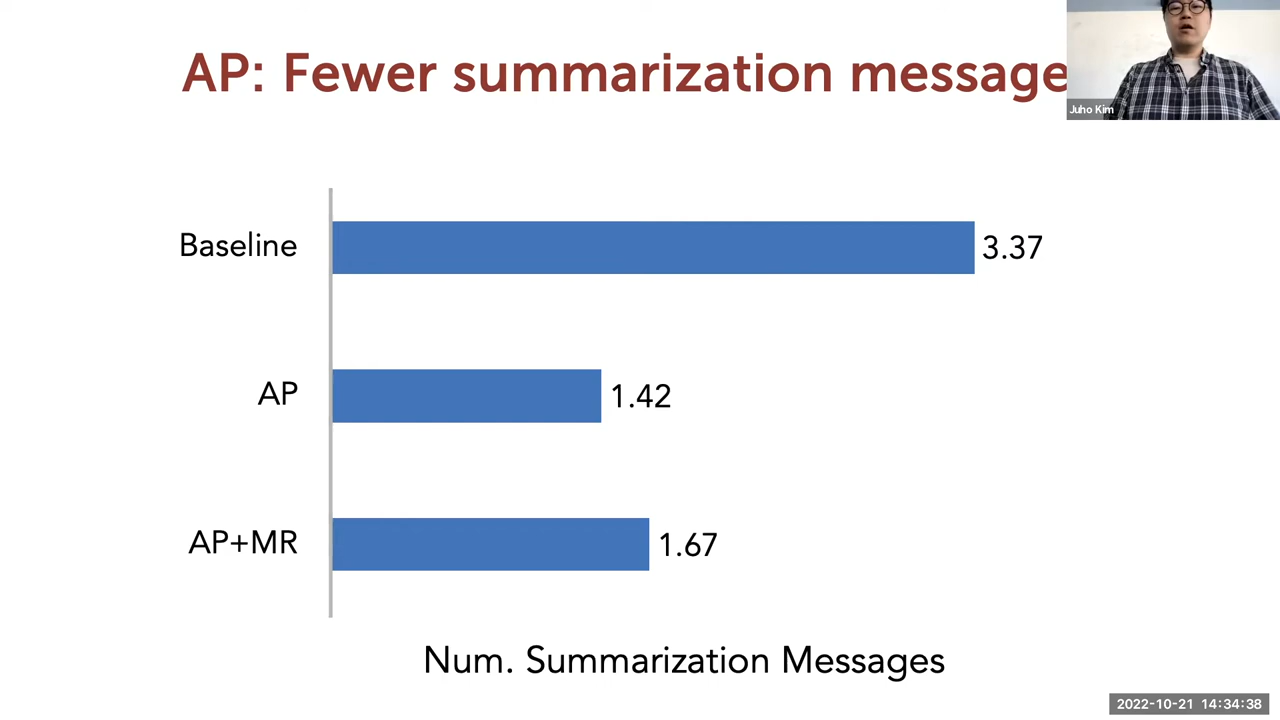 AP: Fewer summarization message
Juho Kim
Baseline
3.37
AP
1.42
AP+MR
1.67
Num. Summarization Messages
2022-10-21 14:34:38